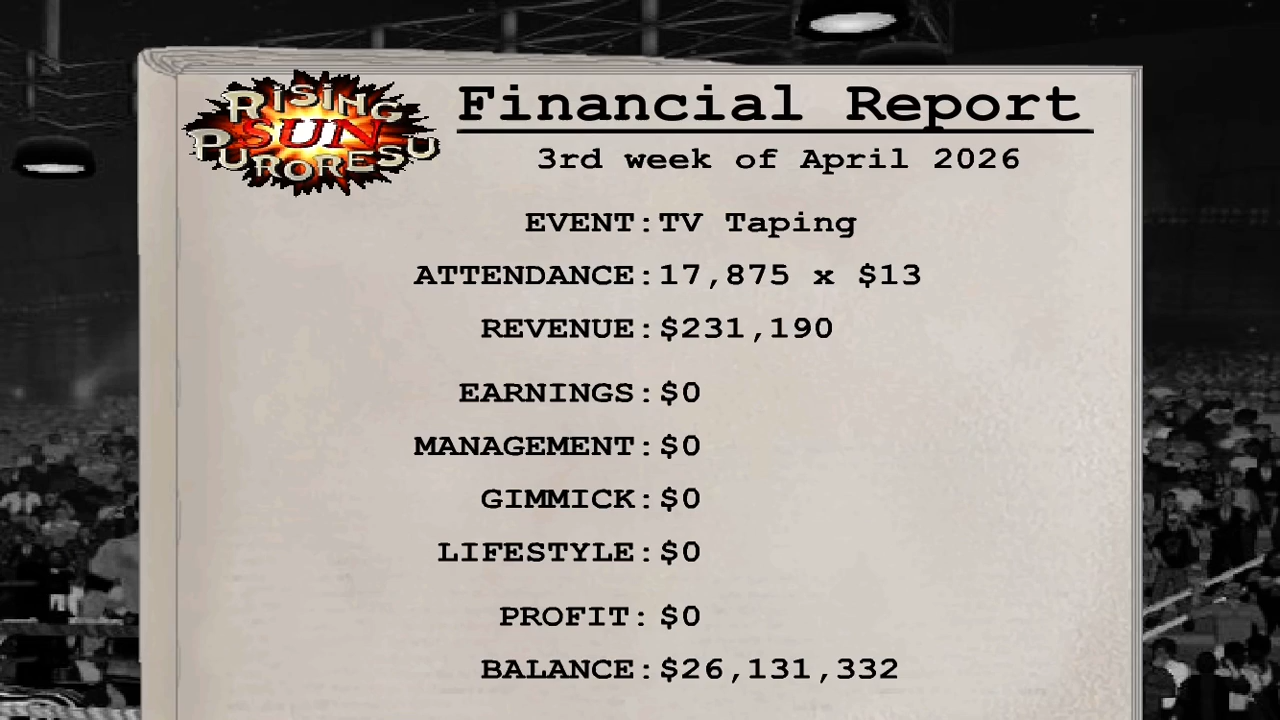 RISING
SUN
PURORESU
Financial Report
3rd week of April 2026
EVENT:TV Taping
ATTENDANCE:17,875 x $13
REVENUE:$231,190
EARNINGS:$0
MANAGEMENT:$0
GIMMICK:$0
LIFESTYLE:$0
PROFIT:$0
BALANCE:$26,131,332